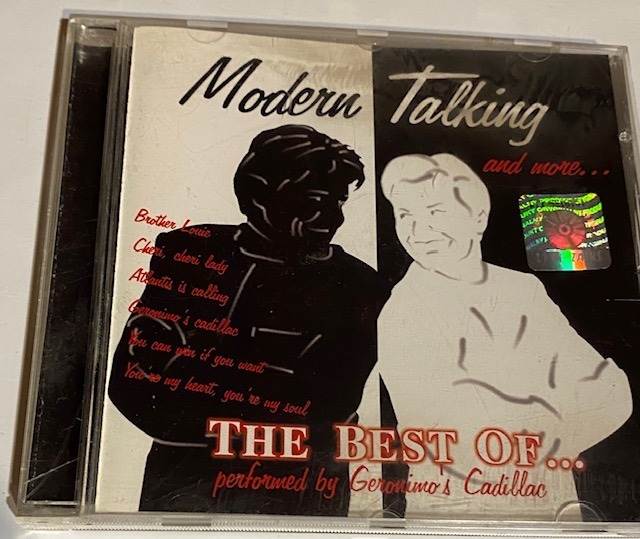 Modern Talking
and more...
Brother Louie
Cheri, cheri lady
Atlantis is calling
Geronimo's cadillac
You can win if you want
You're my heart, you're my soul
THE BEST OF...
performed by Geronimo's Cadillac